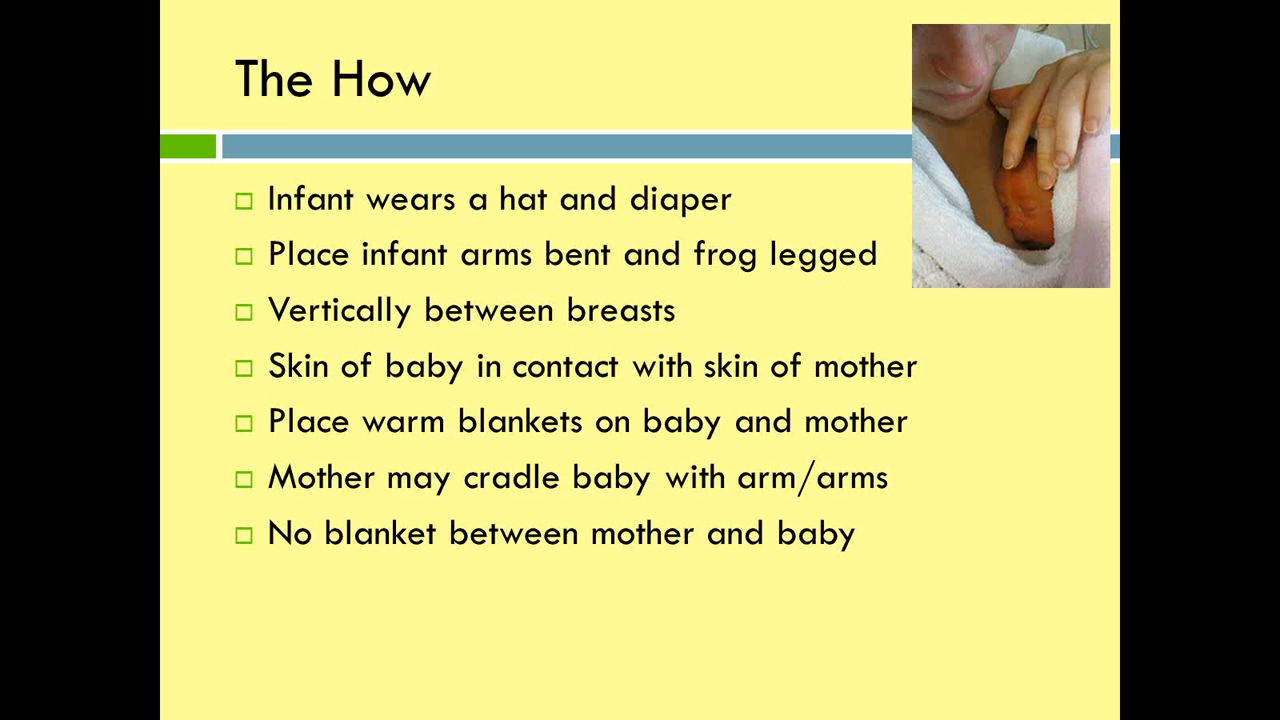 The How
Infant wears a hat and diaper
Place infant arms bent and frog legged
Vertically between breasts
Skin of baby in contact with skin of mother
Place warm blankets on baby and mother
Mother may cradle baby with arm/arms
No blanket between mother and baby